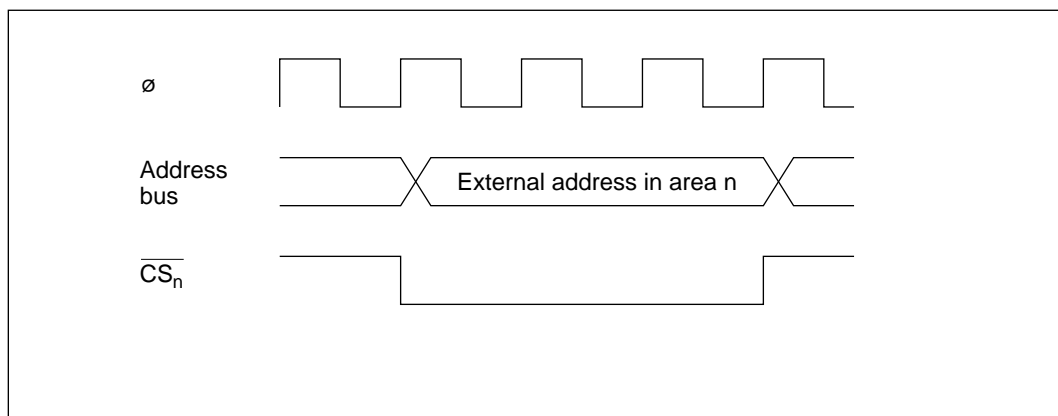 ø
Address
bus
External address in area n
CSn